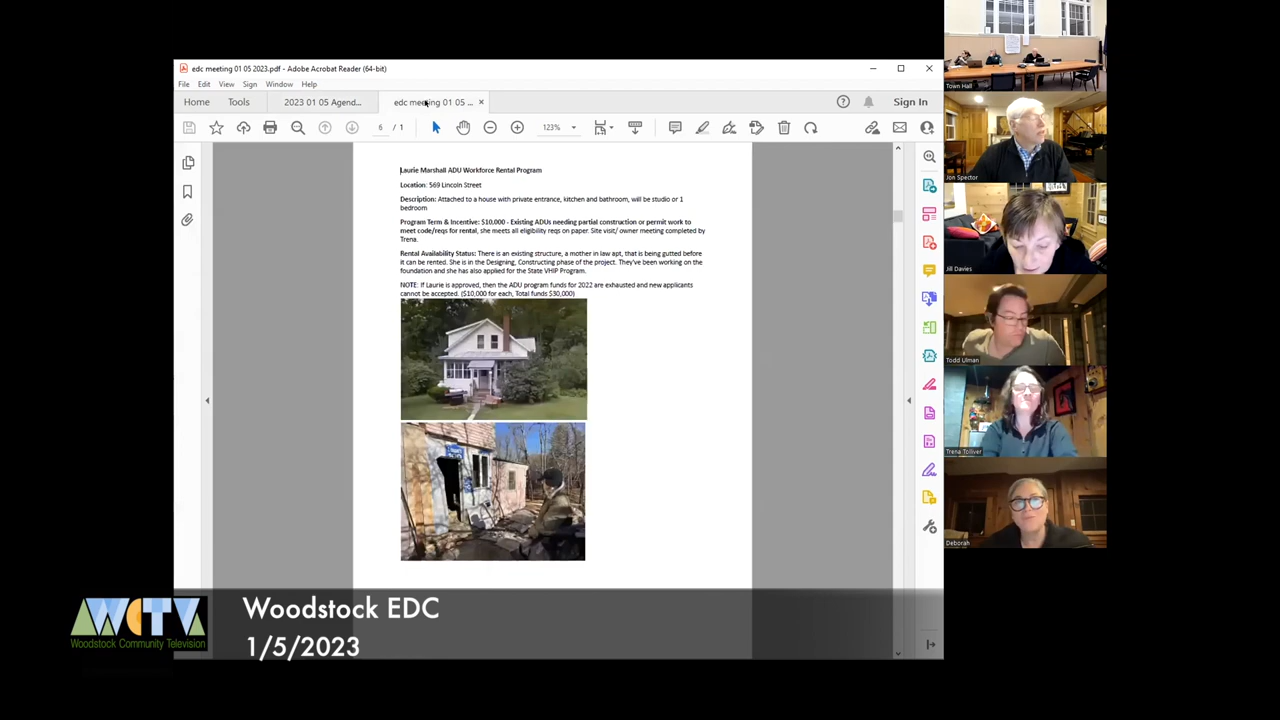 edc meeting 01 05 2023.pdf - Adobe Acrobat Reader (64-bit)
File Edit View Sign Window Help
Home Tools 2023 01 05 Agend... edc meeting 01 05 ... × Sign In
6 / 1 123%
Laurie Marshall ADU Workforce Rental Program
Location: 569 Lincoln Street
Description: Attached to a house with private entrance, kitchen and bathroom, will be studio or 1
bedroom
Program Term & Incentive: $10,000 - Existing ADUs needing partial construction or permit work to
meet code/reqs for rental, she meets all eligibility reqs on paper. Site visit/ owner meeting completed by
Trena.
Rental Availability Status: There is an existing structure, a mother in law apt, that is being gutted before
it can be rented. She is in the Designing, Constructing phase of the project. They've been working on the
foundation and she has also applied for the State VHIP Program.
NOTE: If Laurie is approved, then the ADU program funds for 2022 are exhausted and new applicants
cannot be accepted. ($10,000 for each, Total funds $30,000)
Town Hall
Jon Spector
Jill Davies
Todd Ulman
Trena Tolliver
Deborah
WCTV
Woodstock Community Television
Woodstock EDC
1/5/2023